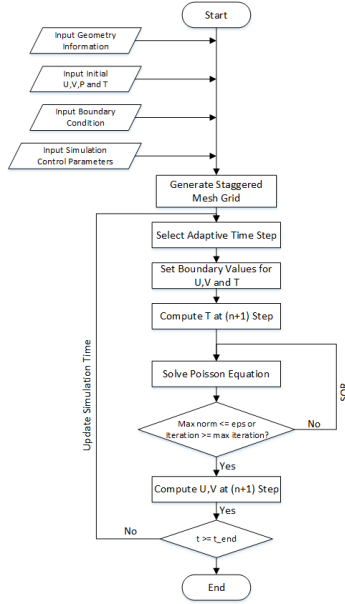 Start
Input Geometry
Information
Input Initial
U,V,P and T
Input Boundary
Condition
Input Simulation
Control Parameters
Generate Staggered
Mesh Grid
Select Adaptive Time Step
Set Boundary Values for
U,V and T
Compute T at (n+1) Step
Solve Poisson Equation
SOR
Max norm <= eps or
Iteration >= max iteration?
No
Yes
Update Simulation Time
Compute U,V at (n+1) Step
Yes
No
t >= t_end
End